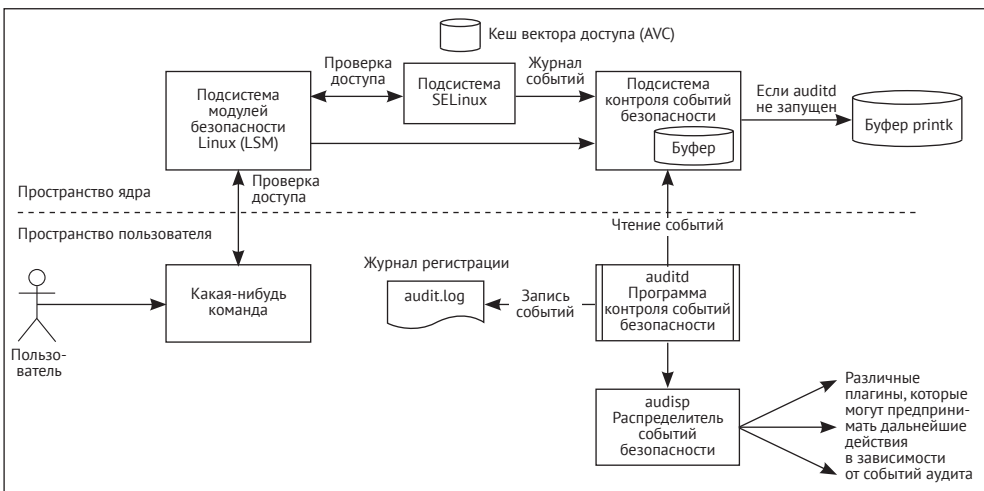 Кеш вектора доступа (AVC)
Проверка
доступа
Журнал
событий
Подсистема
модулей
безопасности
Linux (LSM)
Подсистема
SELinux
Подсистема
контроля событий
безопасности
Буфер
Если auditd
не запущен
Буфер printk
Пространство ядра
Проверка
доступа
Пространство пользователя
Чтение событий
Пользо-
ватель
Какая-нибудь
команда
Журнал регистрации
audit.log
Запись
событий
auditd
Программа
контроля событий
безопасности
audisp
Распределитель
событий
безопасности
Различные
плагины, которые
могут предприни-
мать дальнейшие
действия
в зависимости
от событий аудита